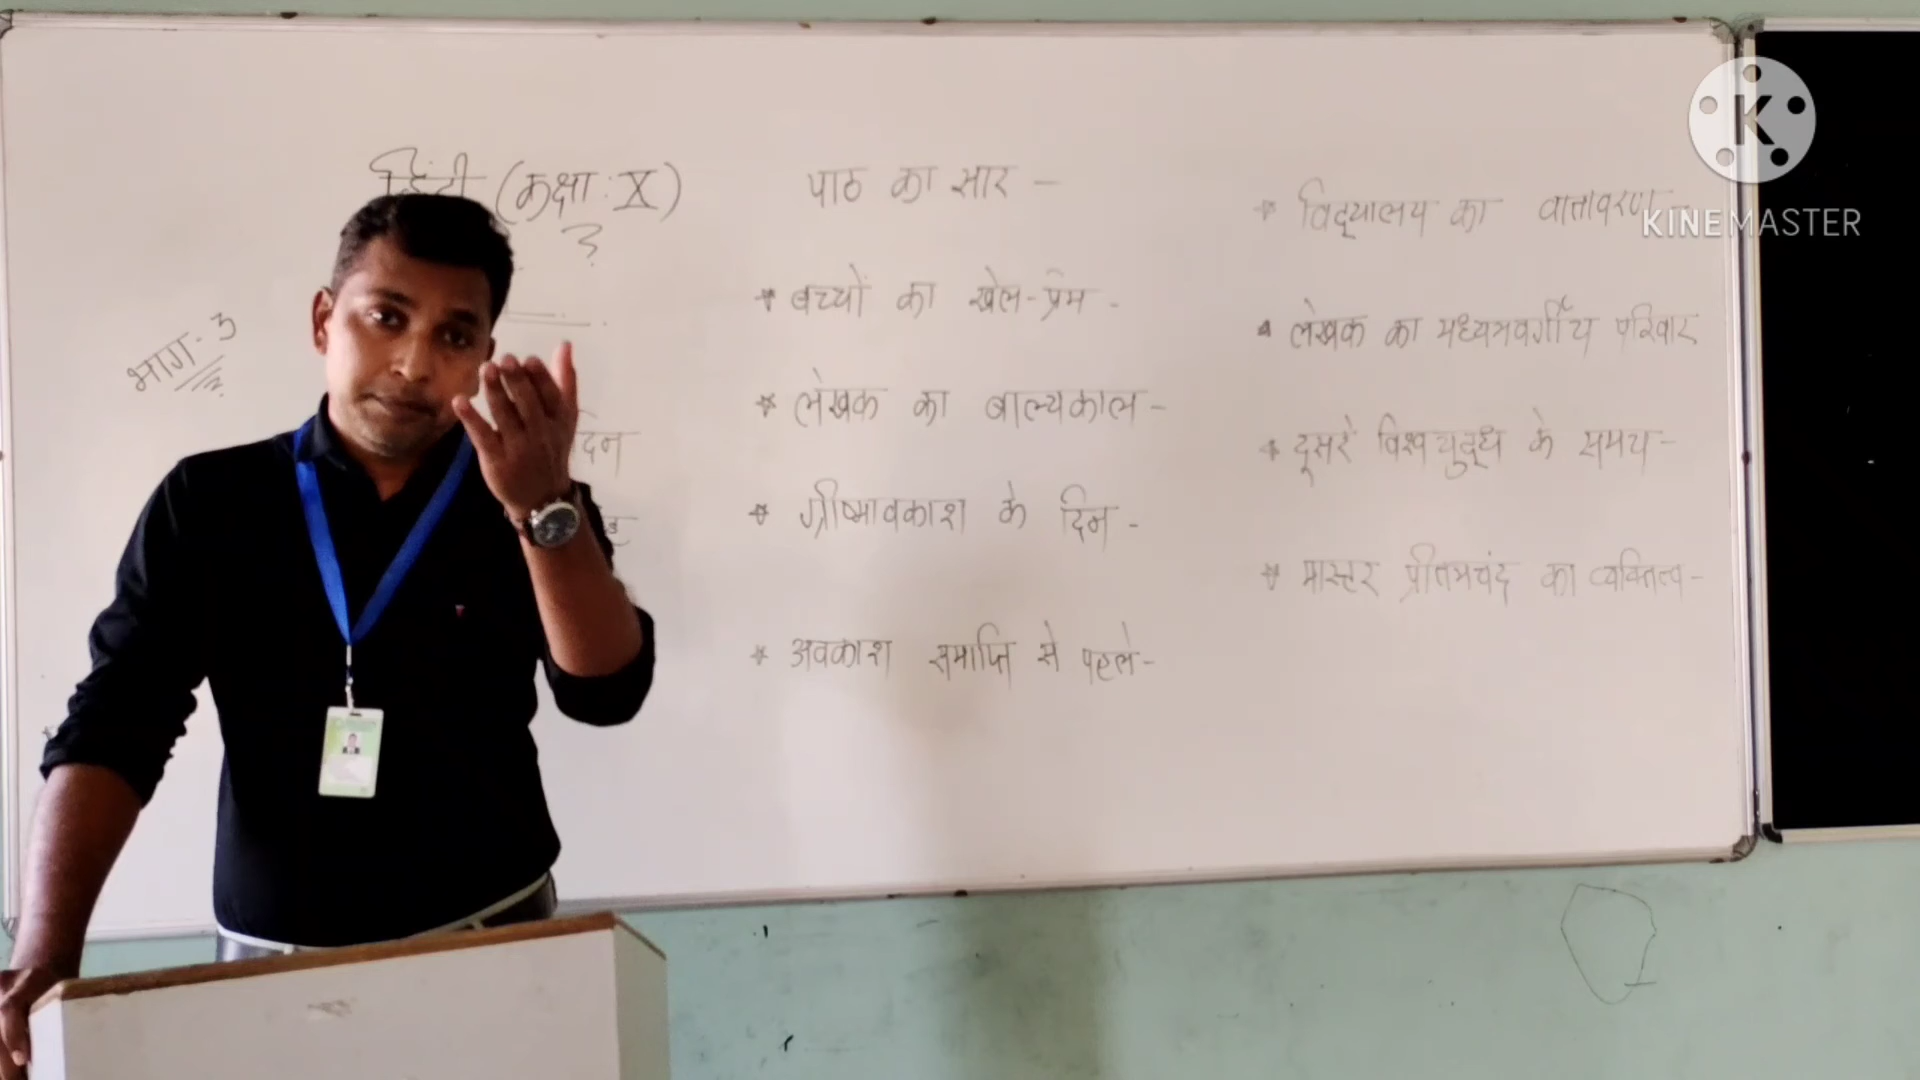 हिंदी (कक्षा : X)
भाग - 3
दिन
पाठ का सार -
* बच्चों का खेल-प्रेम -
* लेखक का बाल्यकाल -
* ग्रीष्मावकाश के दिन -
* अवकाश समाप्ति से पहले -
* विद्यालय का वातावरण -
* लेखक का मध्यमवर्गीय परिवार
* दूसरे विश्वयुद्ध के समय -
* मास्टर प्रीतमचंद का व्यक्तित्व -
K
KINEMASTER